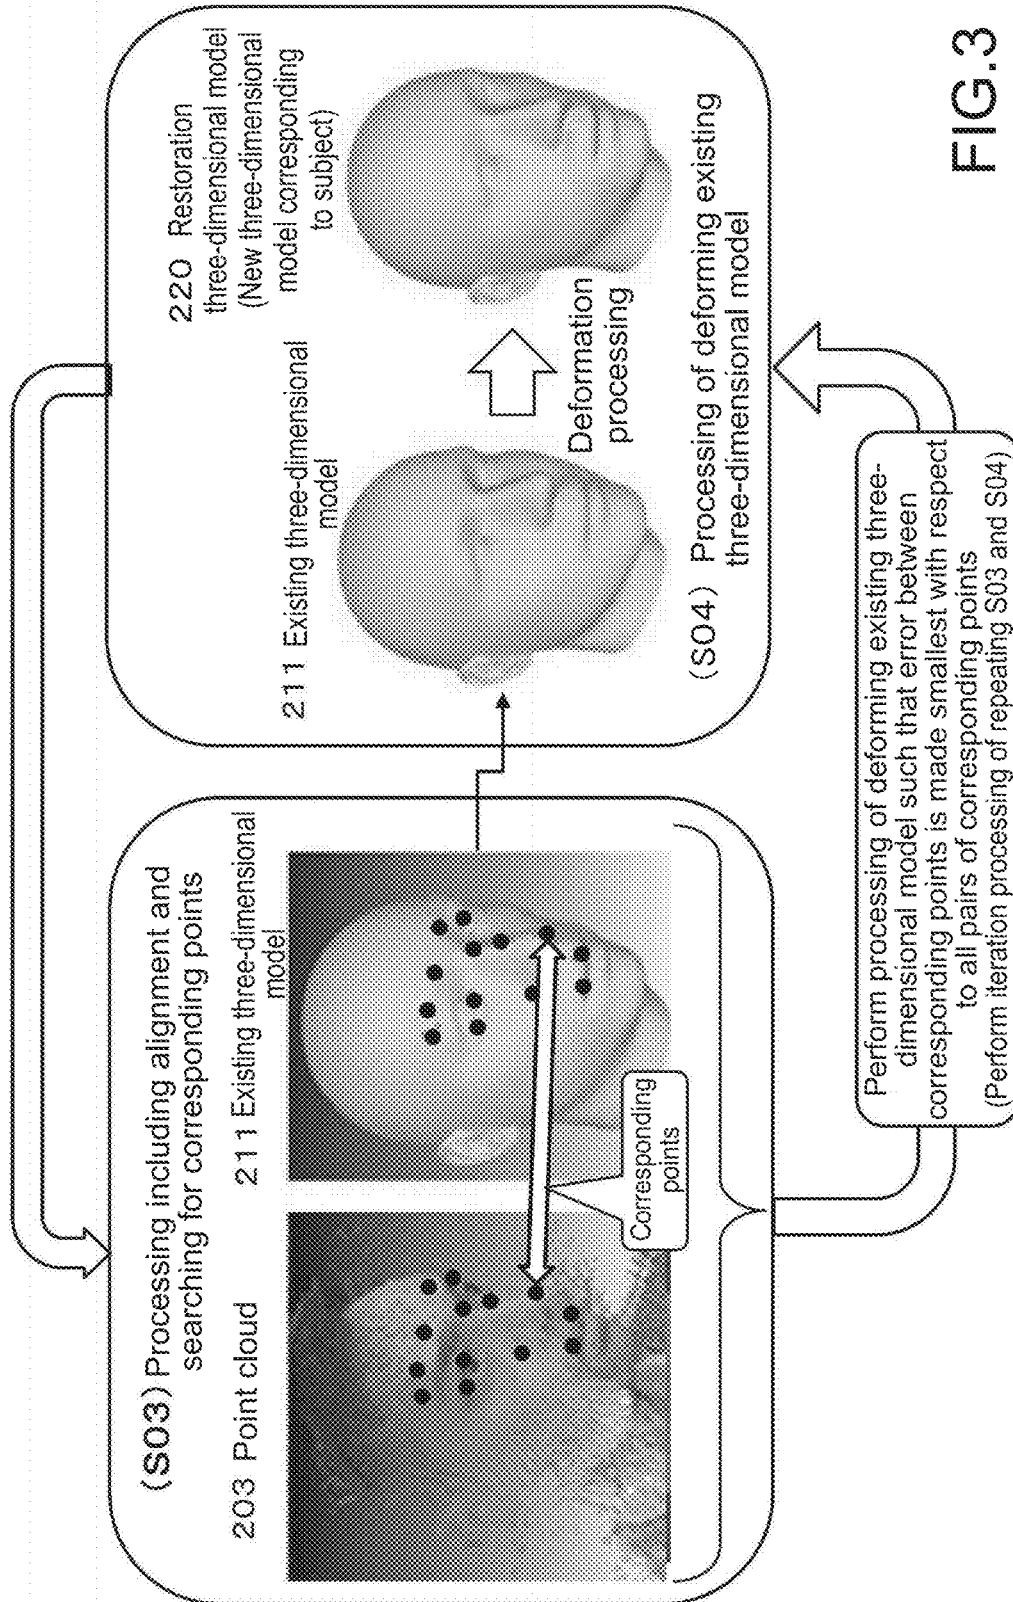 (S03) Processing including alignment and
searching for corresponding points
203 Point cloud
211 Existing three-dimensional
model
Corresponding
points
211 Existing three-dimensional
model
220 Restoration
three-dimensional model
(New three-dimensional
model corresponding
to subject)
Deformation
processing
(S04) Processing of deforming existing
three-dimensional model
Perform processing of deforming existing three-
dimensional model such that error between
corresponding points is made smallest with respect
to all pairs of corresponding points
(Perform iteration processing of repeating S03 and S04)
FIG.3